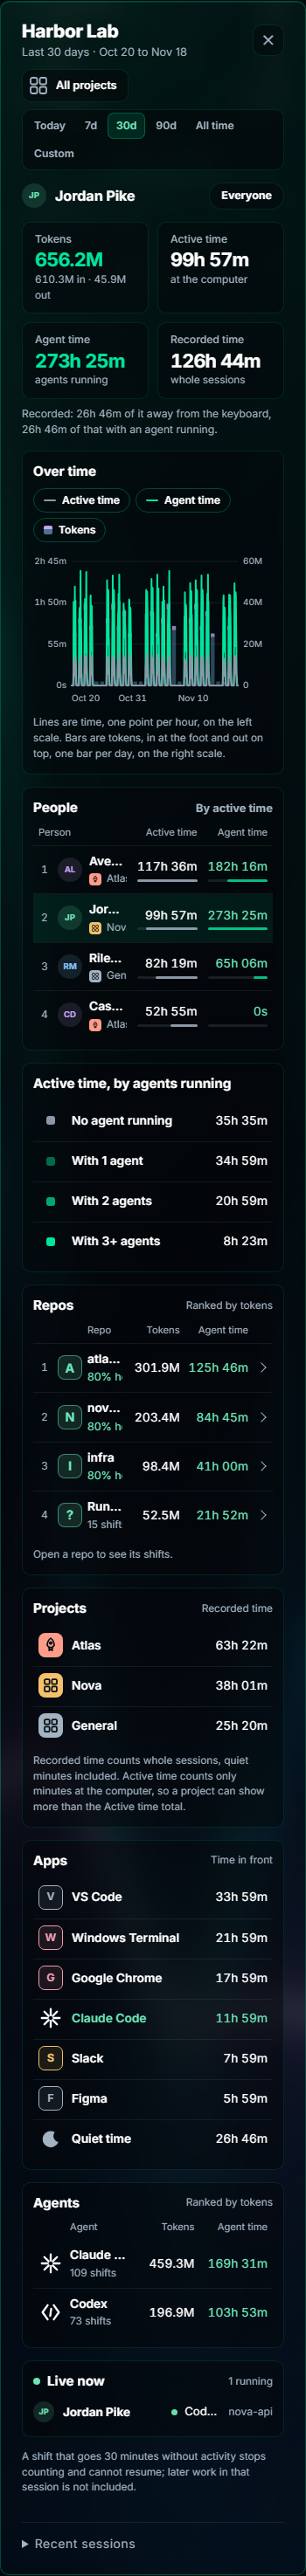 Harbor Lab
Last 30 days · Oct 20 to Nov 18
All projects
Today 7d 30d 90d All time
Custom
JP Jordan Pike Everyone
Tokens
656.2M
610.3M in · 45.9M
out
Active time
99h 57m
at the computer
Agent time
273h 25m
agents running
Recorded time
126h 44m
whole sessions
Recorded: 26h 46m of it away from the keyboard,
26h 46m of that with an agent running.
Over time
Active time Agent time
Tokens
2h 45m 60M
1h 50m 40M
55m 20M
0s 0
Oct 20 Oct 31 Nov 10
Lines are time, one point per hour, on the left
scale. Bars are tokens, in at the foot and out on
top, one bar per day, on the right scale.
People By active time
Person Active time Agent time
1 AL Ave... 117h 36m 182h 16m
Atlas
2 JP Jor... 99h 57m 273h 25m
Nov
3 RM Rile... 82h 19m 65h 06m
Gen
4 CD Cas... 52h 55m 0s
Atlas
Active time, by agents running
No agent running 35h 35m
With 1 agent 34h 59m
With 2 agents 20h 59m
With 3+ agents 8h 23m
Repos Ranked by tokens
Repo Tokens Agent time
1 A atla... 301.9M 125h 46m
80% h
2 N nov... 203.4M 84h 45m
80% h
3 I infra 98.4M 41h 00m
80% h
4 ? Run... 52.5M 21h 52m
15 shift
Open a repo to see its shifts.
Projects Recorded time
Atlas 63h 22m
Nova 38h 01m
General 25h 20m
Recorded time counts whole sessions, quiet
minutes included. Active time counts only
minutes at the computer, so a project can show
more than the Active time total.
Apps Time in front
V VS Code 33h 59m
W Windows Terminal 21h 59m
G Google Chrome 17h 59m
Claude Code 11h 59m
S Slack 7h 59m
F Figma 5h 59m
Quiet time 26h 46m
Agents Ranked by tokens
Agent Tokens Agent time
Claude ... 459.3M 169h 31m
109 shifts
Codex 196.9M 103h 53m
73 shifts
Live now 1 running
JP Jordan Pike Cod... nova-api
A shift that goes 30 minutes without activity stops
counting and cannot resume; later work in that
session is not included.
Recent sessions